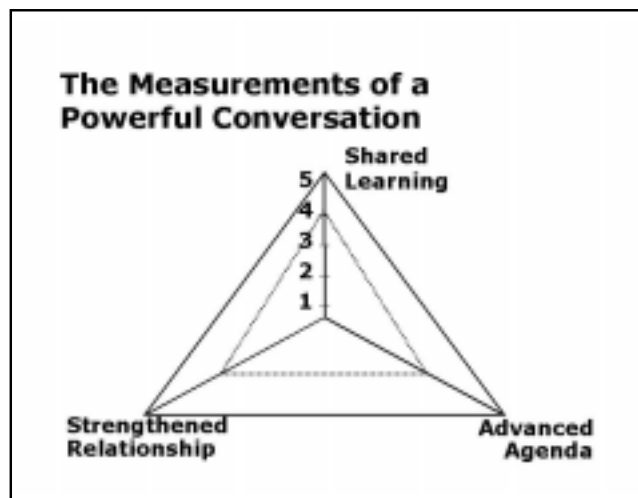 The Measurements of a
Powerful Conversation
Shared
Learning
5
4
3
2
1
Strengthened
Relationship
Advanced
Agenda